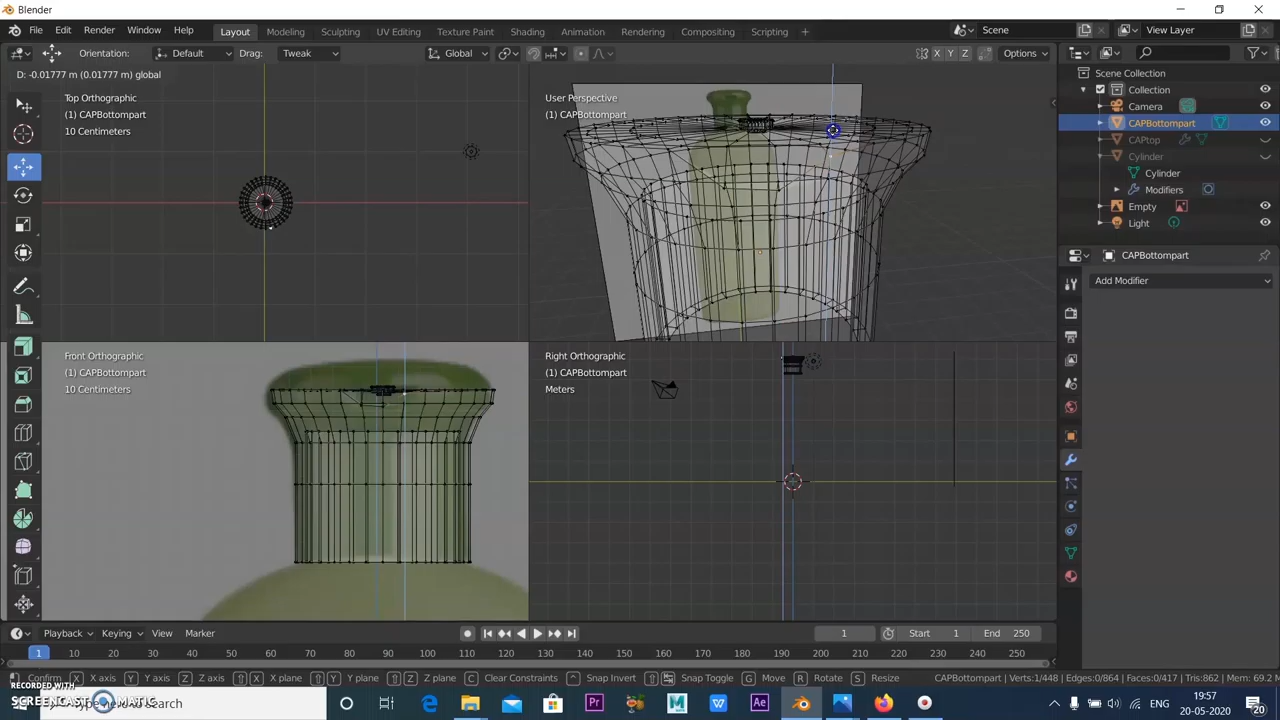 Blender
File Edit Render Window Help Layout Modeling Sculpting UV Editing Texture Paint Shading Animation Rendering Compositing Scripting + Scene View Layer
Orientation: Default Drag: Tweak Global X Y Z Options
D: -0.01777 m (0.01777 m) global
Top Orthographic
(1) CAPBottompart
10 Centimeters
User Perspective
(1) CAPBottompart
Scene Collection
Collection
Camera
CAPBottompart
CAPtop
Cylinder
Cylinder
Modifiers
Empty
Light
CAPBottompart
Add Modifier
Front Orthographic
(1) CAPBottompart
10 Centimeters
Right Orthographic
(1) CAPBottompart
Meters
Playback Keying View Marker 1 Start 1 End 250
1 10 20 30 40 50 60 70 80 90 100 110 120 130 140 150 160 170 180 190 200 210 220 230 240 250
Confirm X X axis Y Y axis Z Z axis X X plane Y Y plane Z Z plane C Clear Constraints Snap Invert Snap Toggle G Move R Rotate S Resize CAPBottompart | Verts:1/448 | Edges:0/864 | Faces:0/417 | Tris:862 | Mem: 69.2
RECORDED WITH
SCREENCAST MATIC
here to search
19:57
20-05-2020
20